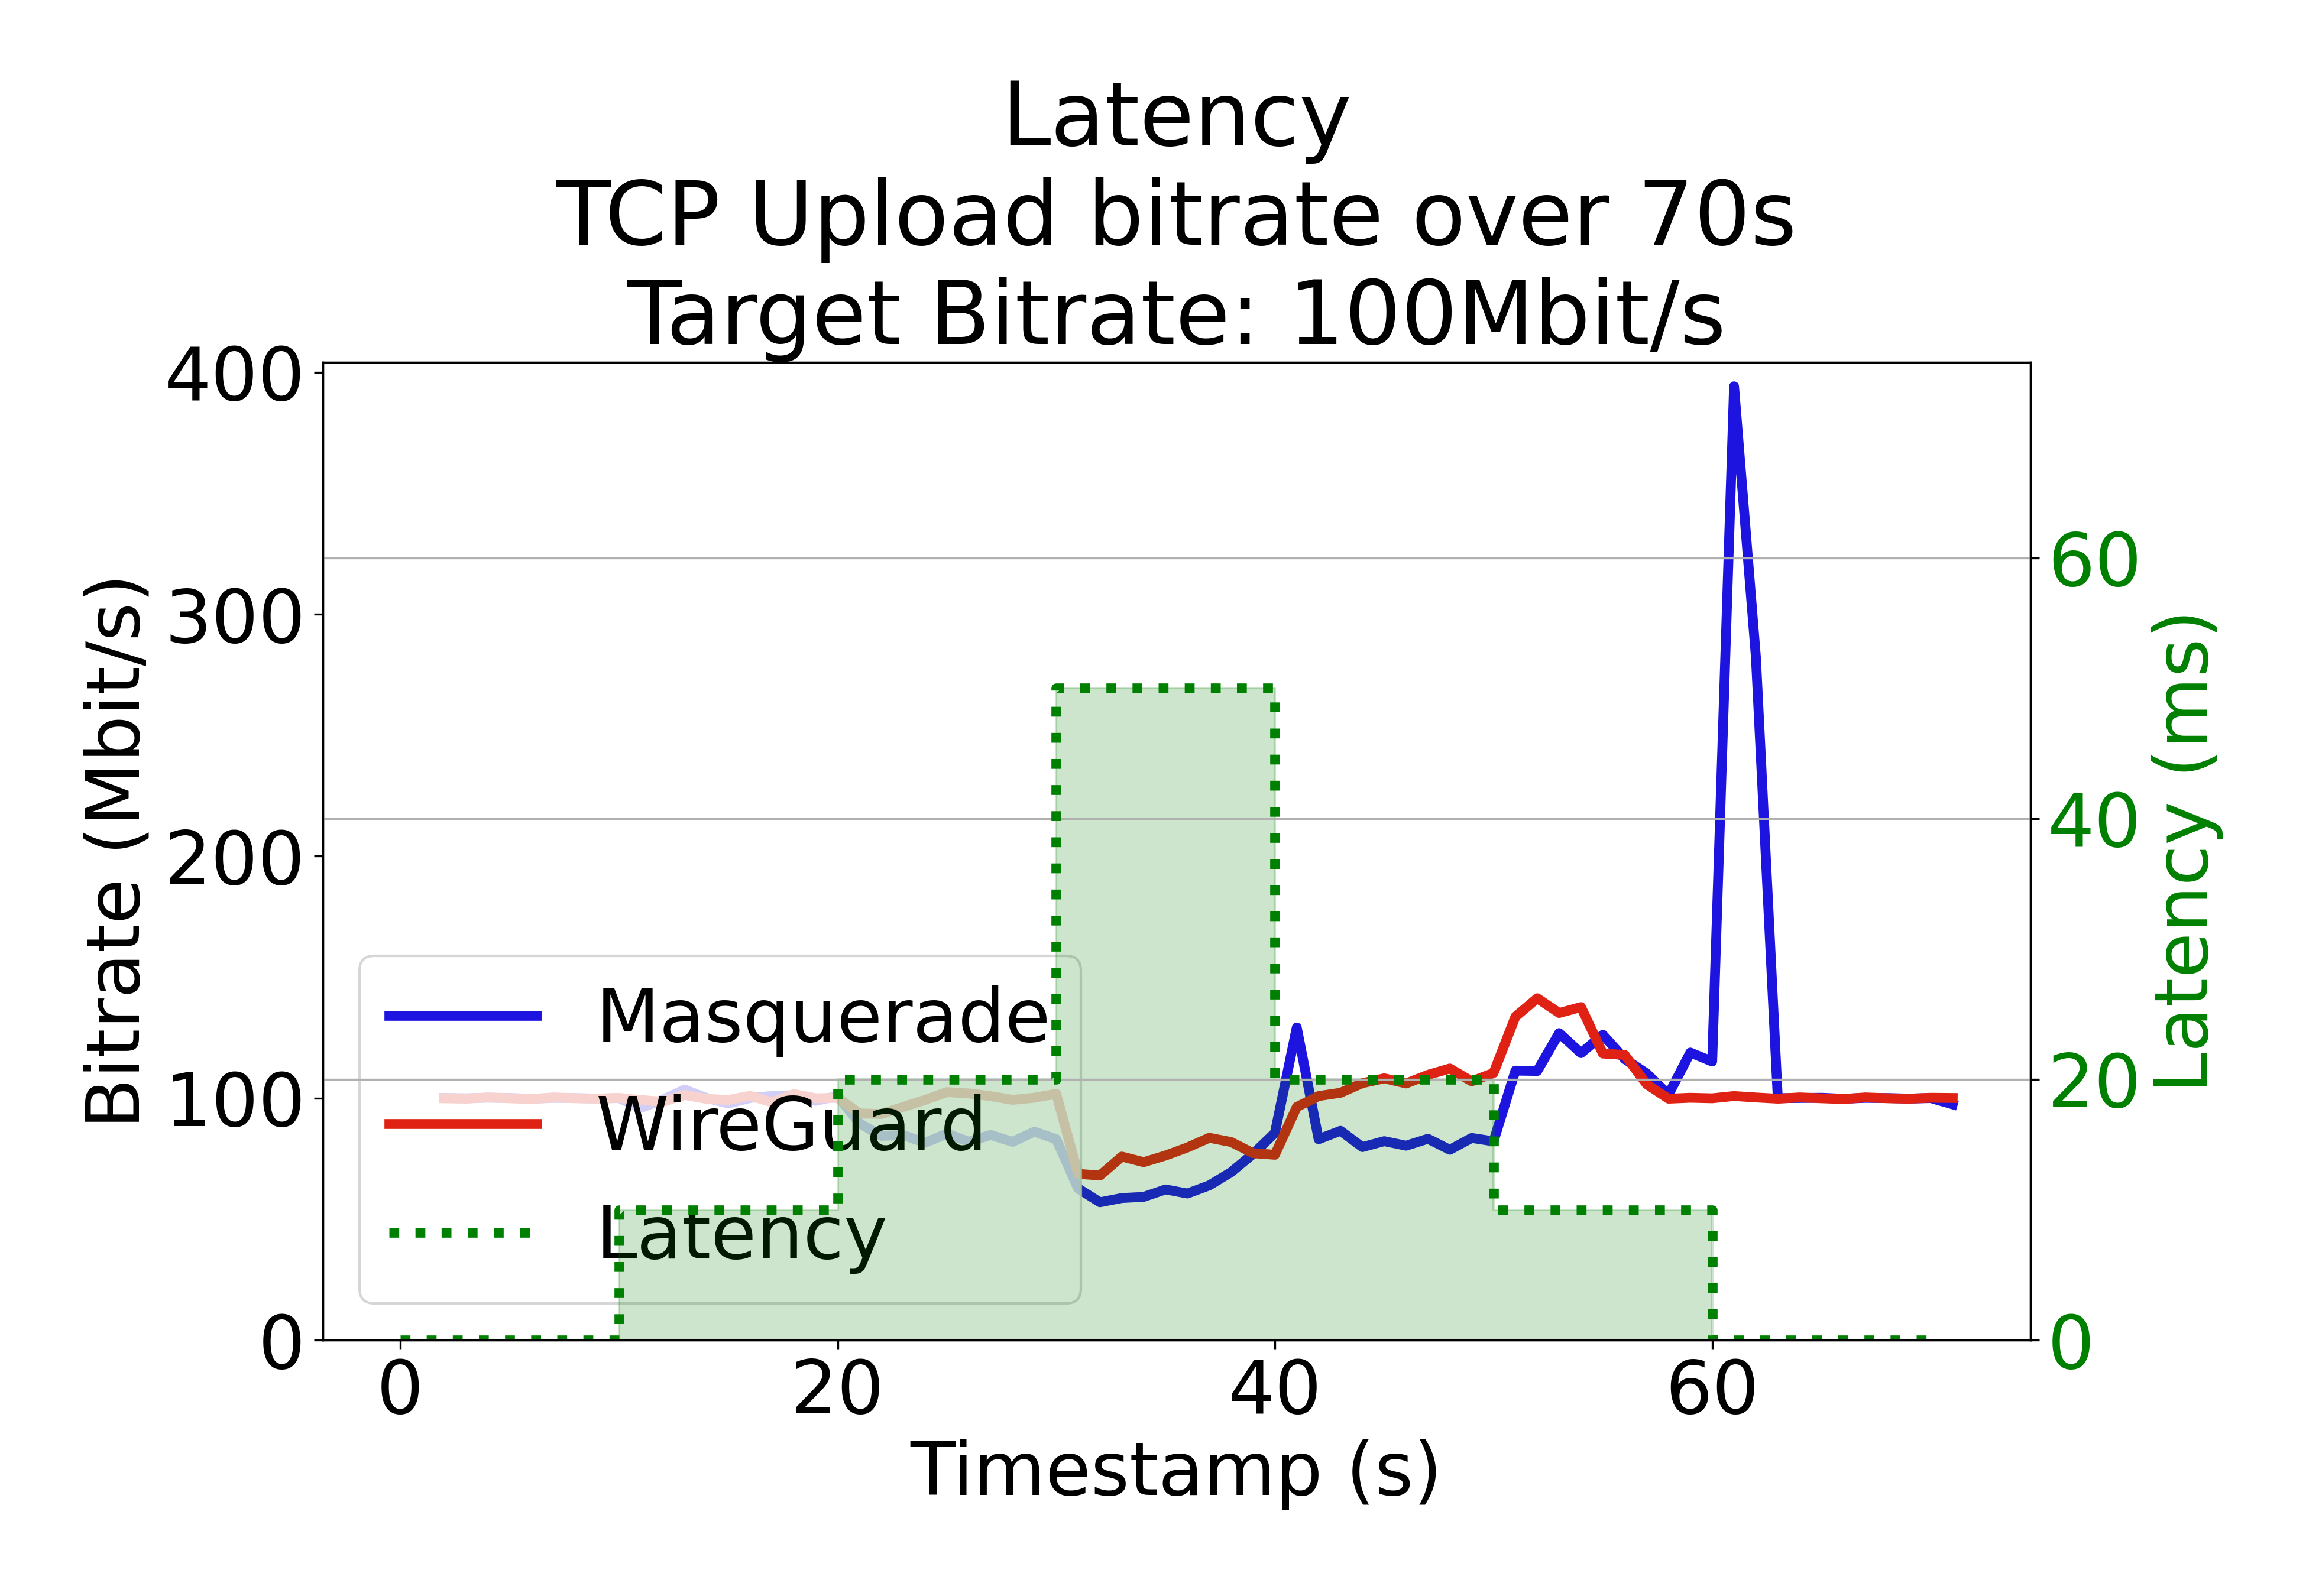 Latency
TCP Upload bitrate over 70s
Target Bitrate: 100Mbit/s
400
300
200
100
0
Bitrate (Mbit/s)
Masquerade
WireGuard
Latency
60
40
20
0
Latency (ms)
0 20 40 60
Timestamp (s)